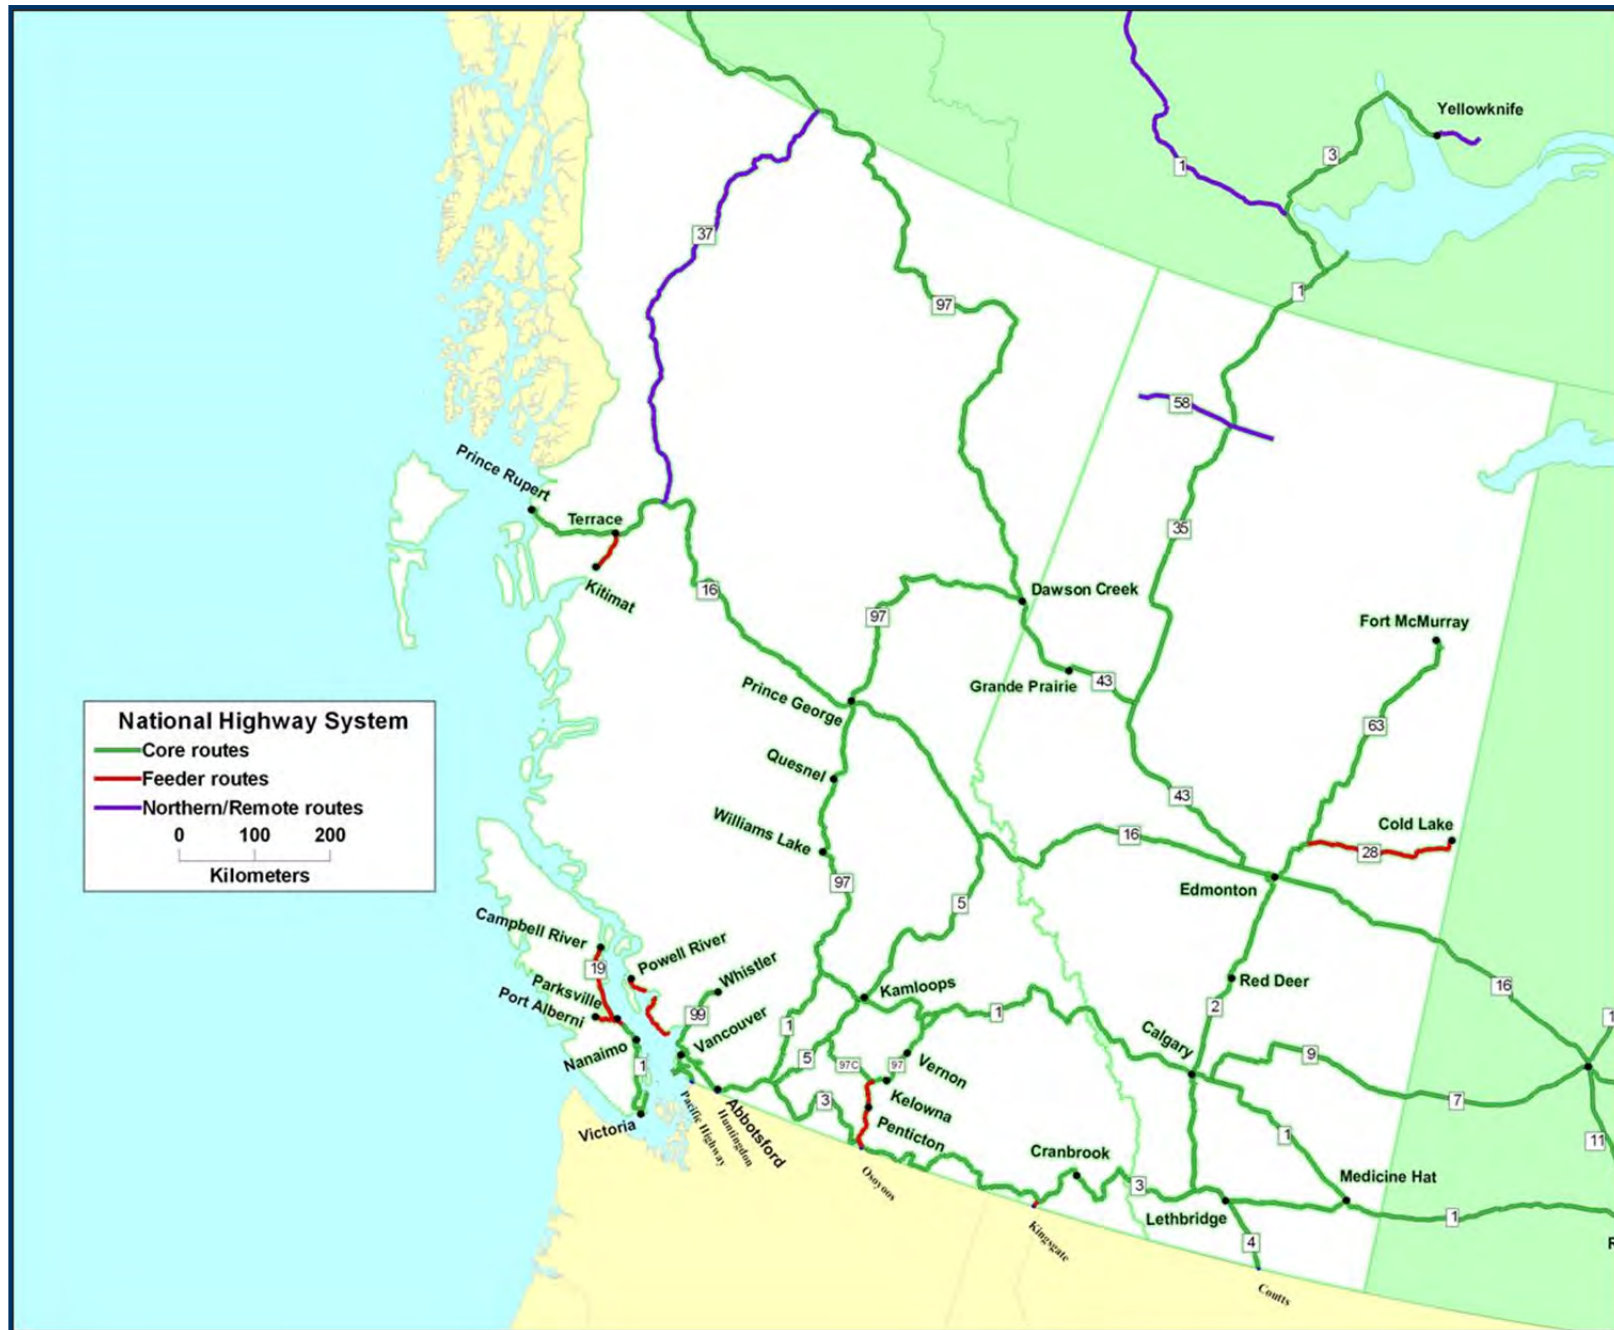 Yellowknife
3
1
37
97
1
58
Prince Rupert
Terrace
35
Kitimat
16
Dawson Creek
97
Fort McMurray
Grande Prairie
43
Prince George
63
National Highway System
Core routes
Feeder routes
Northern/Remote routes
0 100 200
Kilometers
Quesnel
43
Williams Lake
16
Cold Lake
28
97
Edmonton
5
Campbell River
Powell River
19
Whistler
Parksville
Port Alberni
Kamloops
Red Deer
16
99
Vancouver
1
1
2
1
Calgary
Nanaimo
1
5
97C
97
Vernon
9
Kelowna
3
7
Penticton
Victoria
Pacific Highway
Huntingdon
Abbotsford
Osoyoos
Cranbrook
1
11
3
Medicine Hat
Lethbridge
1
Kingsgate
4
R
Coutts